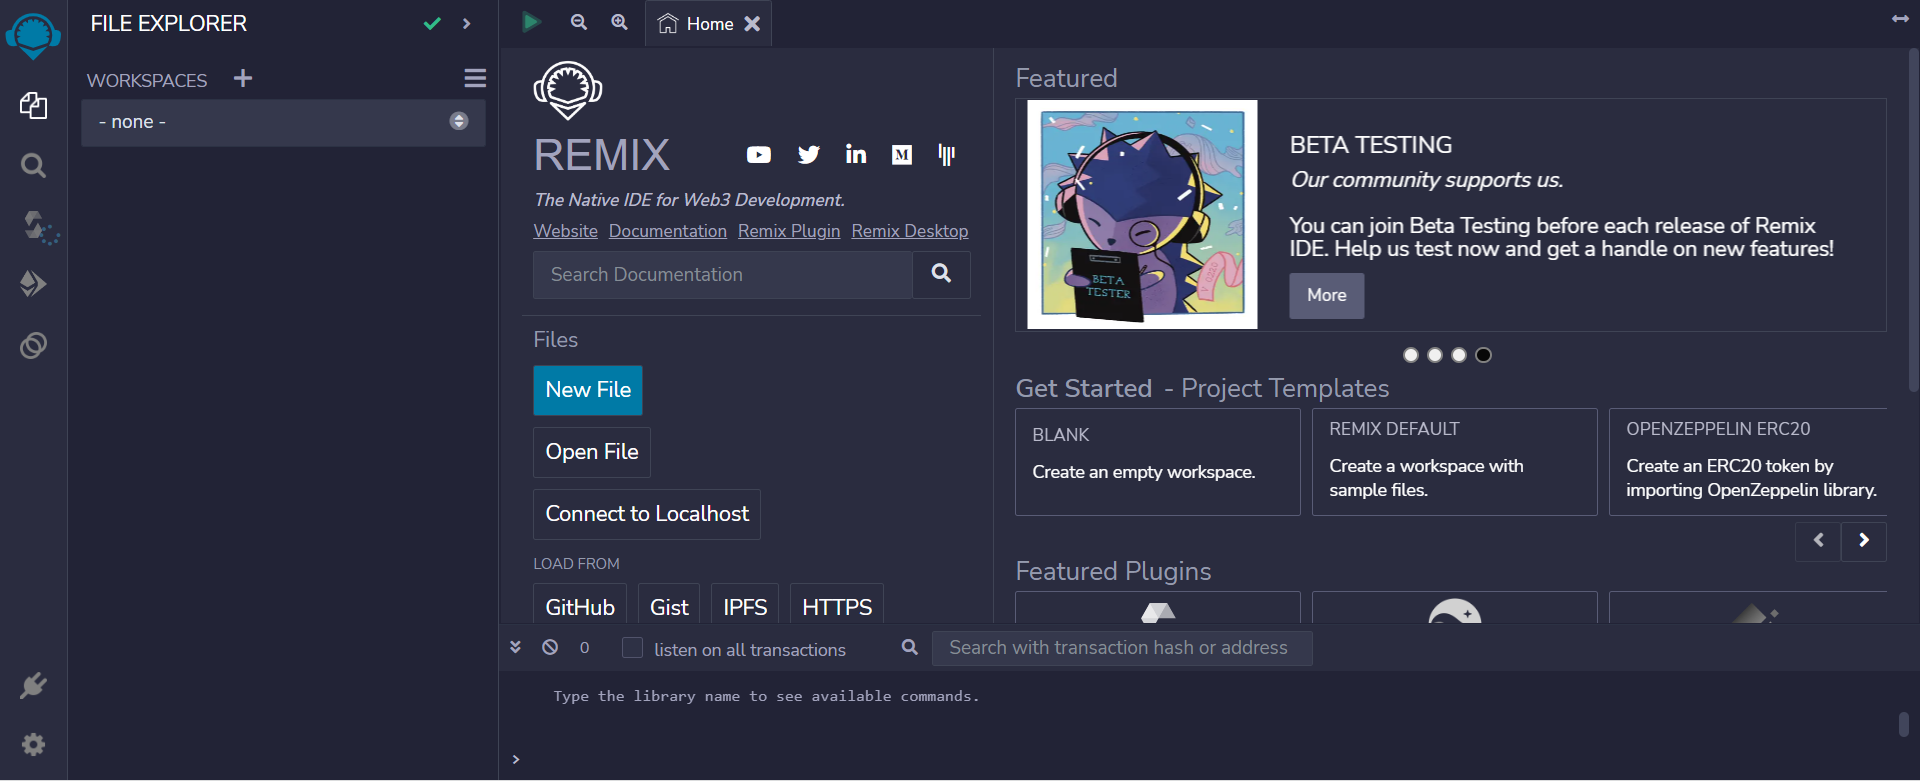 FILE EXPLORER
WORKSPACES
- none -
Home
REMIX
The Native IDE for Web3 Development.
Website Documentation Remix Plugin Remix Desktop
Search Documentation
Files
New File
Open File
Connect to Localhost
LOAD FROM
GitHub Gist IPFS HTTPS
Featured
BETA
TESTER
V 0220
BETA TESTING
Our community supports us.
You can join Beta Testing before each release of Remix
IDE. Help us test now and get a handle on new features!
More
Get Started - Project Templates
BLANK
Create an empty workspace.
REMIX DEFAULT
Create a workspace with
sample files.
OPENZEPPELIN ERC20
Create an ERC20 token by
importing OpenZeppelin library.
Featured Plugins
0 listen on all transactions Search with transaction hash or address
Type the library name to see available commands.
>